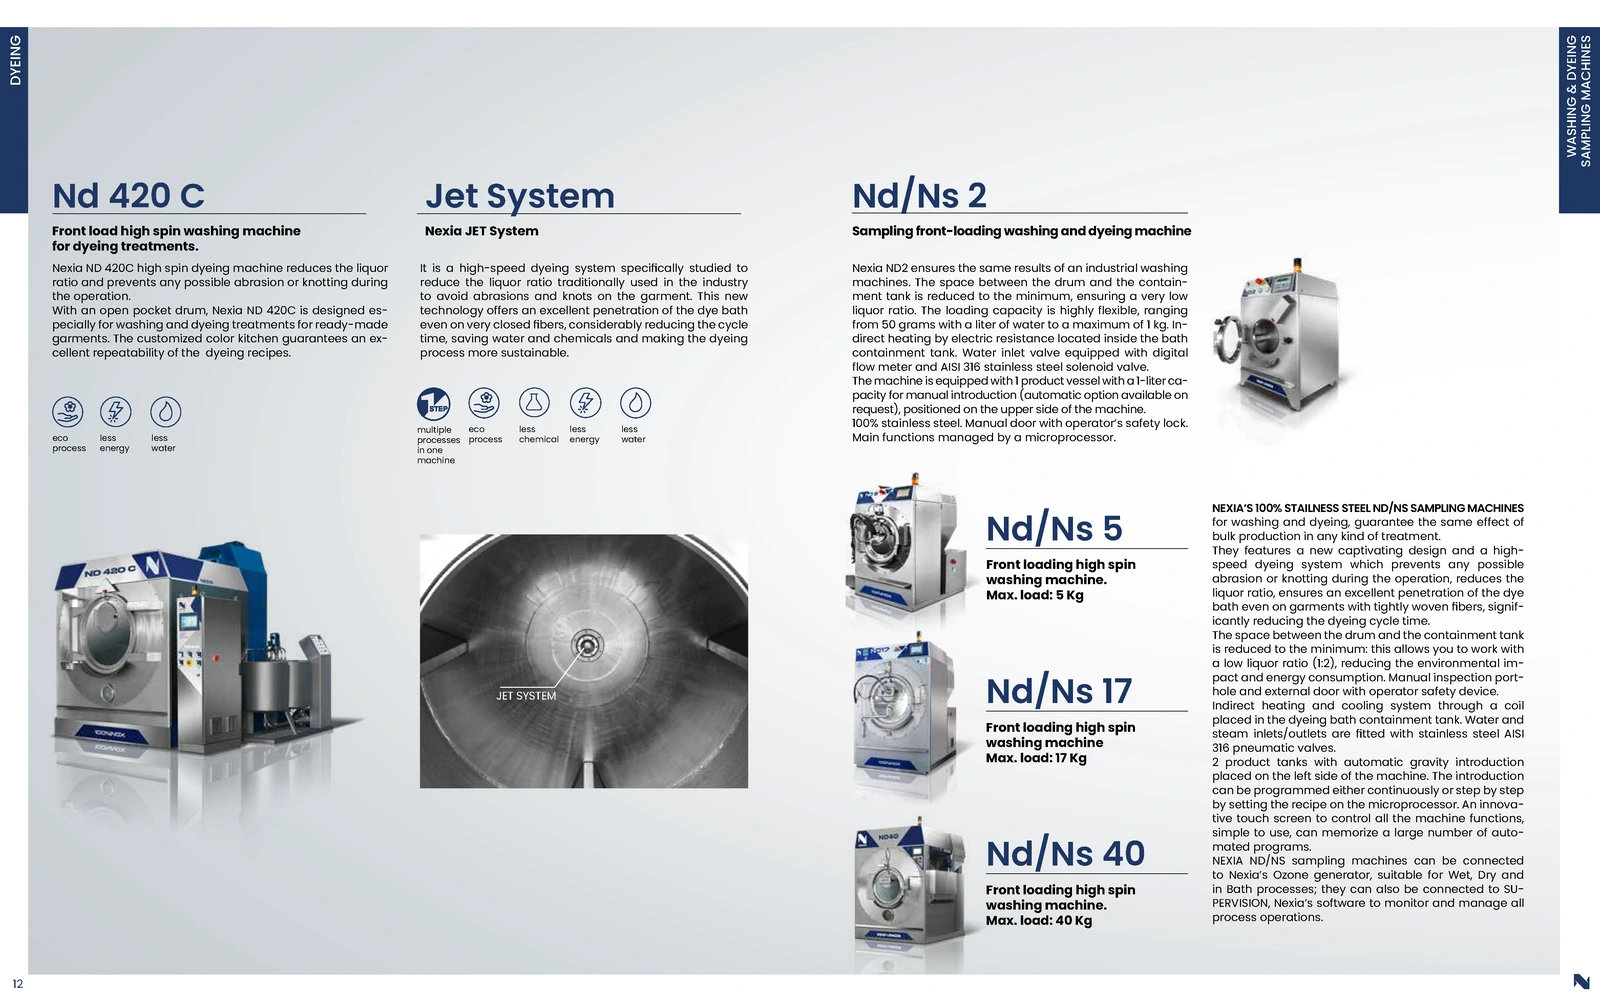 DYEING
Nd 420 C
Front load high spin washing machine
for dyeing treatments.
Nexia ND 420C high spin dyeing machine reduces the liquor
ratio and prevents any possible abrasion or knotting during
the operation.
With an open pocket drum, Nexia ND 420C is designed es-
pecially for washing and dyeing treatments for ready-made
garments. The customized color kitchen guarantees an ex-
cellent repeatability of the dyeing recipes.
eco
process
less
energy
less
water
ND 420 C
N
NEXIA
100%INOX
Jet System
Nexia JET System
It is a high-speed dyeing system specifically studied to
reduce the liquor ratio traditionally used in the industry
to avoid abrasions and knots on the garment. This new
technology offers an excellent penetration of the dye bath
even on very closed fibers, considerably reducing the cycle
time, saving water and chemicals and making the dyeing
process more sustainable.
1 STEP
multiple
processes
in one
machine
eco
process
less
chemical
less
energy
less
water
JET SYSTEM
12
WASHING & DYEING
SAMPLING MACHINES
Nd/Ns 2
Sampling front-loading washing and dyeing machine
Nexia ND2 ensures the same results of an industrial washing
machines. The space between the drum and the contain-
ment tank is reduced to the minimum, ensuring a very low
liquor ratio. The loading capacity is highly flexible, ranging
from 50 grams with a liter of water to a maximum of 1 kg. In-
direct heating by electric resistance located inside the bath
containment tank. Water inlet valve equipped with digital
flow meter and AISI 316 stainless steel solenoid valve.
The machine is equipped with 1 product vessel with a 1-liter ca-
pacity for manual introduction (automatic option available on
request), positioned on the upper side of the machine.
100% stainless steel. Manual door with operator's safety lock.
Main functions managed by a microprocessor.
Nd/Ns 5
Front loading high spin
washing machine.
Max. load: 5 Kg
100%INOX
Nd/Ns 17
Front loading high spin
washing machine
Max. load: 17 Kg
ND17
100%INOX
Nd/Ns 40
Front loading high spin
washing machine.
Max. load: 40 Kg
ND40
100%INOX
NEXIA'S 100% STAILNESS STEEL ND/NS SAMPLING MACHINES
for washing and dyeing, guarantee the same effect of
bulk production in any kind of treatment.
They features a new captivating design and a high-
speed dyeing system which prevents any possible
abrasion or knotting during the operation, reduces the
liquor ratio, ensures an excellent penetration of the dye
bath even on garments with tightly woven fibers, signif-
icantly reducing the dyeing cycle time.
The space between the drum and the containment tank
is reduced to the minimum: this allows you to work with
a low liquor ratio (1:2), reducing the environmental im-
pact and energy consumption. Manual inspection port-
hole and external door with operator safety device.
Indirect heating and cooling system through a coil
placed in the dyeing bath containment tank. Water and
steam inlets/outlets are fitted with stainless steel AISI
316 pneumatic valves.
2 product tanks with automatic gravity introduction
placed on the left side of the machine. The introduction
can be programmed either continuously or step by step
by setting the recipe on the microprocessor. An innova-
tive touch screen to control all the machine functions,
simple to use, can memorize a large number of auto-
mated programs.
NEXIA ND/NS sampling machines can be connected
to Nexia's Ozone generator, suitable for Wet, Dry and
in Bath processes; they can also be connected to SU-
PERVISION, Nexia's software to monitor and manage all
process operations.